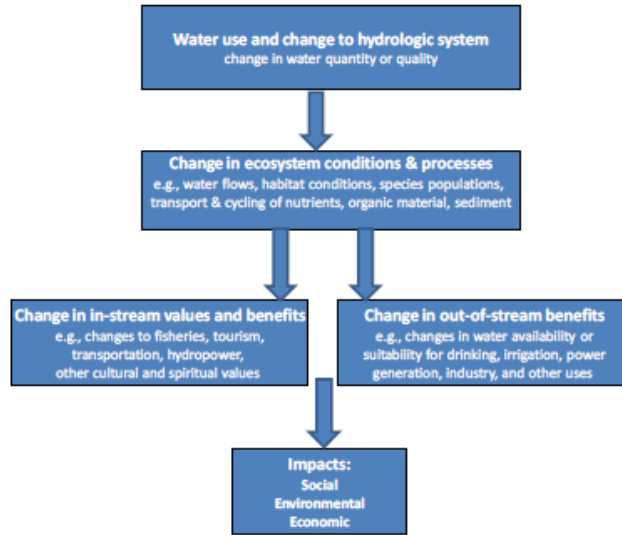 Water use and change to hydrologic system
change in water quantity or quality
Change in ecosystem conditions & processes
e.g., water flows, habitat conditions, species populations,
transport & cycling of nutrients, organic material, sediment
Change in in-stream values and benefits
e.g., changes to fisheries, tourism,
transportation, hydropower,
other cultural and spiritual values
Change in out-of-stream benefits
e.g., changes in water availability or
suitability for drinking, irrigation, power
generation, industry, and other uses
Impacts:
Social
Environmental
Economic